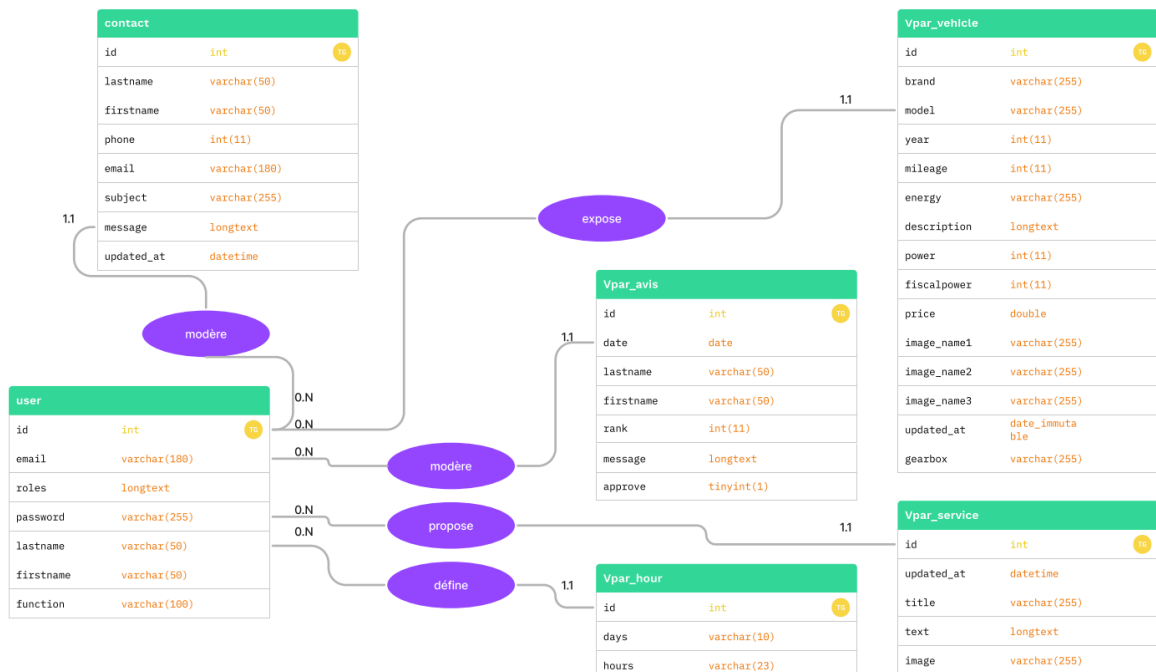 contact
id int TG
lastname varchar(50)
firstname varchar(50)
phone int(11)
email varchar(180)
subject varchar(255)
message longtext
updated_at datetime
1.1
modère
0.N
user
id int TG
email varchar(180)
roles longtext
password varchar(255)
lastname varchar(50)
firstname varchar(50)
function varchar(100)
0.N
expose
1.1
0.N
modère
1.1
0.N
propose
1.1
0.N
défine
1.1
Vpar_avis
id int TG
date date
lastname varchar(50)
firstname varchar(50)
rank int(11)
message longtext
approve tinyint(1)
Vpar_hour
id int TG
days varchar(10)
hours varchar(23)
Vpar_vehicle
id int TG
brand varchar(255)
model varchar(255)
year int(11)
mileage int(11)
energy varchar(255)
description longtext
power int(11)
fiscalpower int(11)
price double
image_name1 varchar(255)
image_name2 varchar(255)
image_name3 varchar(255)
updated_at date_immuta
ble
gearbox varchar(255)
Vpar_service
id int TG
updated_at datetime
title varchar(255)
text longtext
image varchar(255)